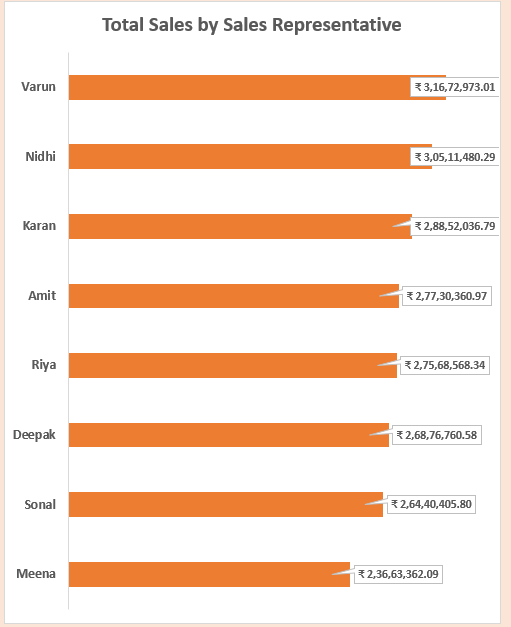 Total Sales by Sales Representative
Varun ₹ 3,16,72,973.01
Nidhi ₹ 3,05,11,480.29
Karan ₹ 2,88,52,036.79
Amit ₹ 2,77,30,360.97
Riya ₹ 2,75,68,568.34
Deepak ₹ 2,68,76,760.58
Sonal ₹ 2,64,40,405.80
Meena ₹ 2,36,63,362.09